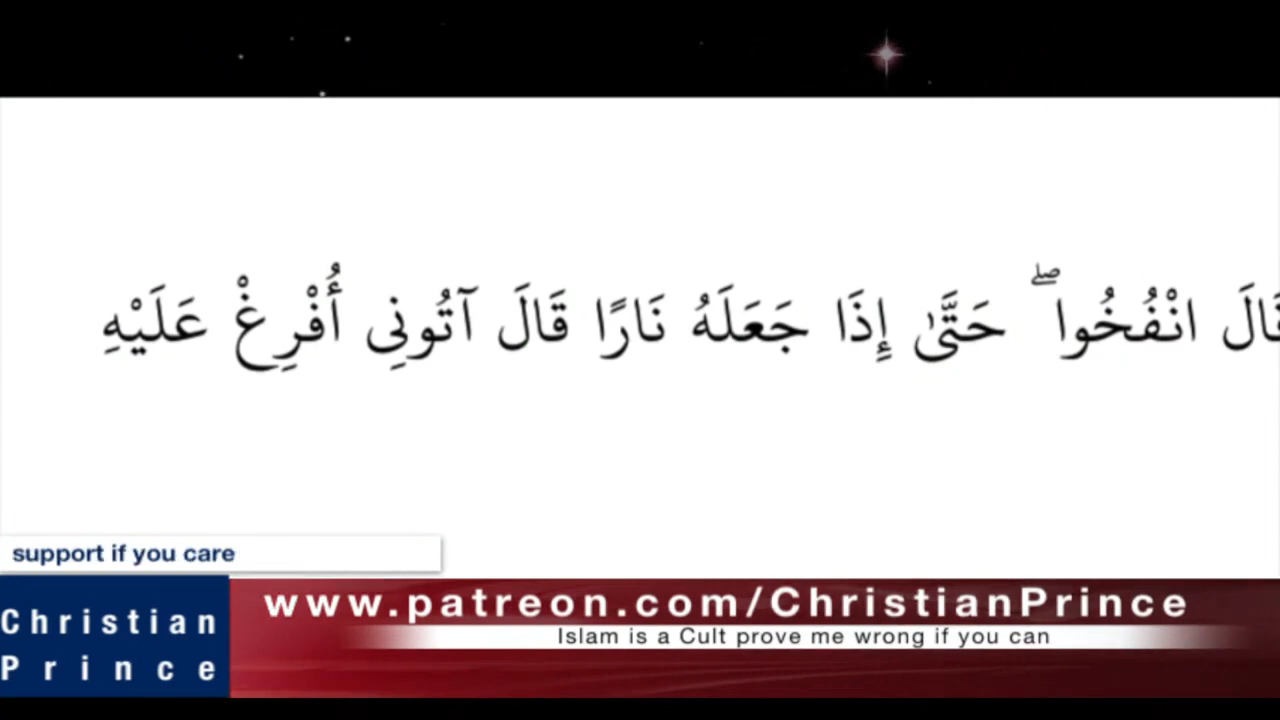 قَالَ انْفُخُوا ۖ حَتَّىٰ إِذَا جَعَلَهُ نَارًا قَالَ آتُونِي أُفْرِغْ عَلَيْهِ
support if you care
Christian
Prince
www.patreon.com/ChristianPrince
Islam is a Cult prove me wrong if you can